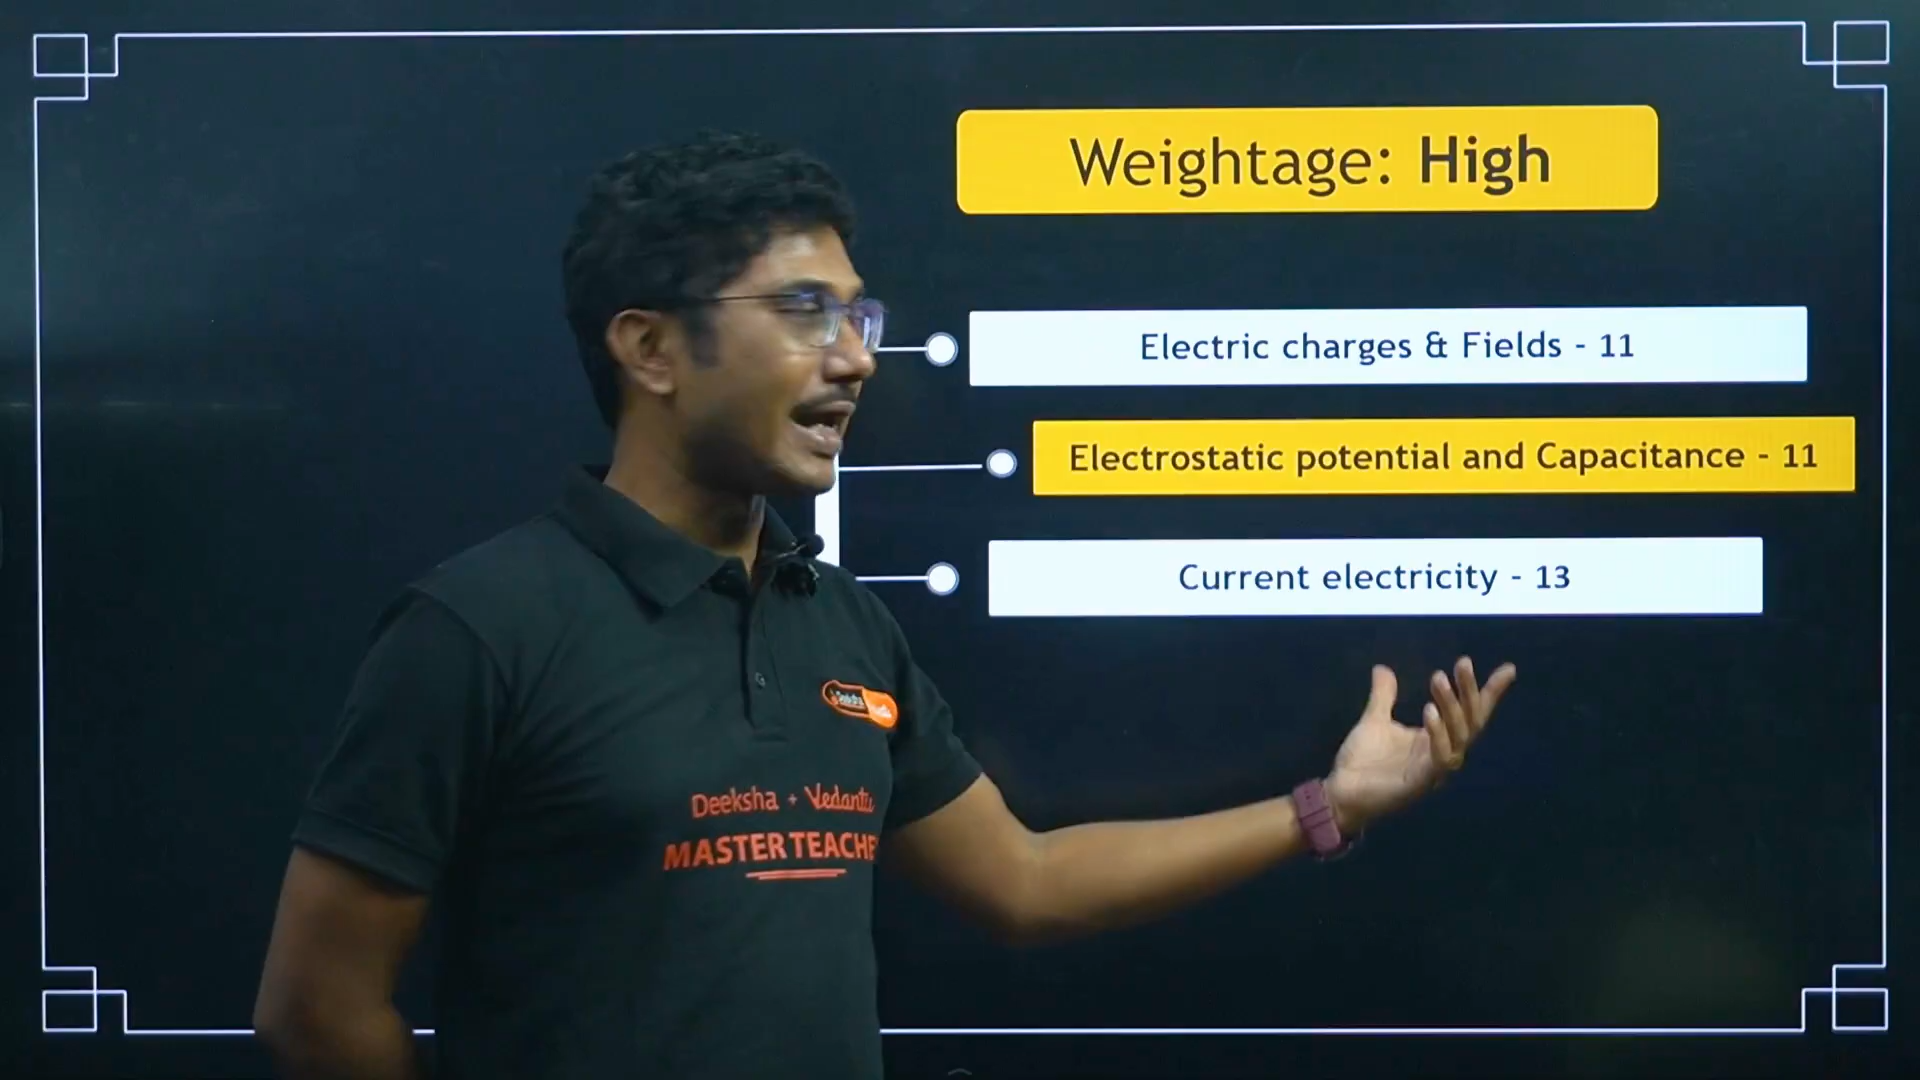 Weightage: High
Electric charges & Fields - 11
Electrostatic potential and Capacitance - 11
Current electricity - 13
Deeksha + Vedantu
MASTER TEACHE